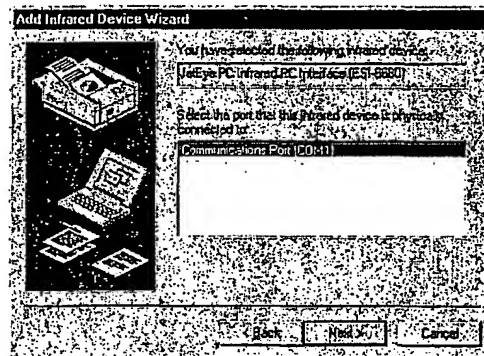 Add Infrared Device Wizard
You have selected the following infrared device:
JetEye PC Infrared PC Interface (ESI-9680)
Select the port that this infrared device is physically
connected to:
Communications Port (COM1)
< Back
Next >
Cancel